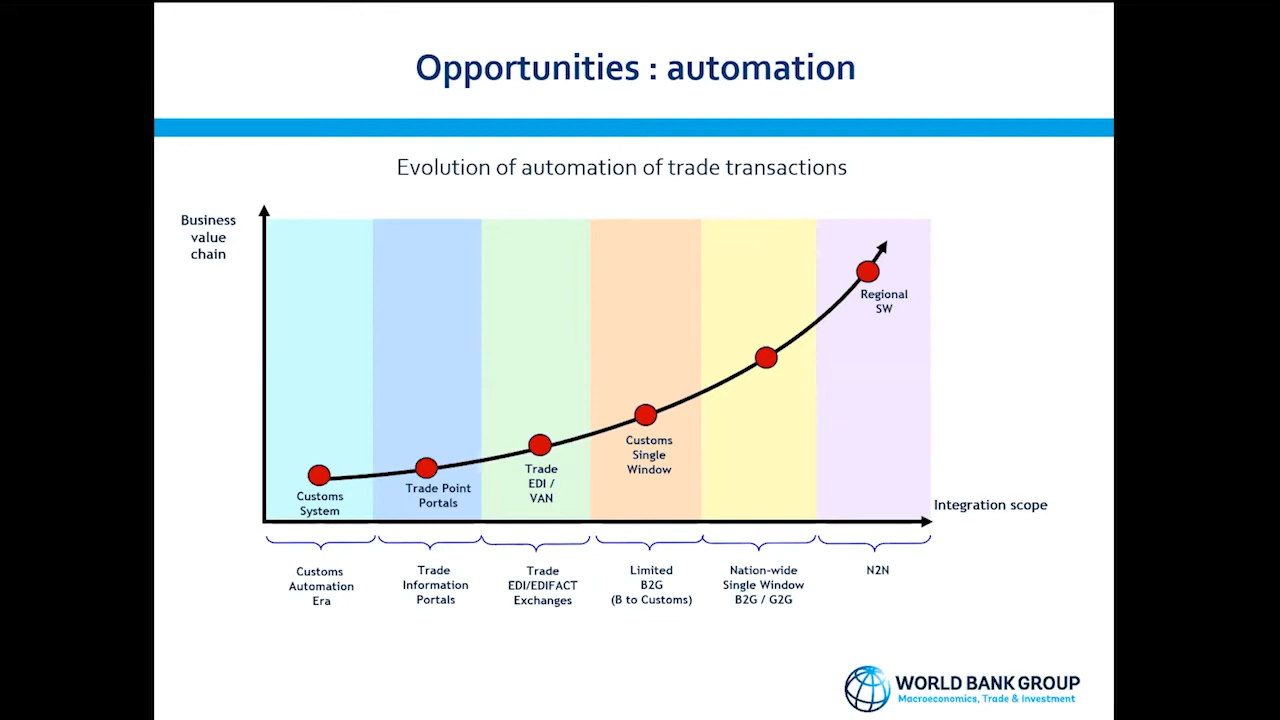 Opportunities : automation
Evolution of automation of trade transactions
Business
value
chain
Regional
SW
Customs
Single
Window
Trade
EDI /
VAN
Trade Point
Portals
Customs
System
Integration scope
Customs
Automation
Era
Trade
Information
Portals
Trade
EDI/EDIFACT
Exchanges
Limited
B2G
(B to Customs)
Nation-wide
Single Window
B2G / G2G
N2N
WORLD BANK GROUP
Macroeconomics, Trade & Investment